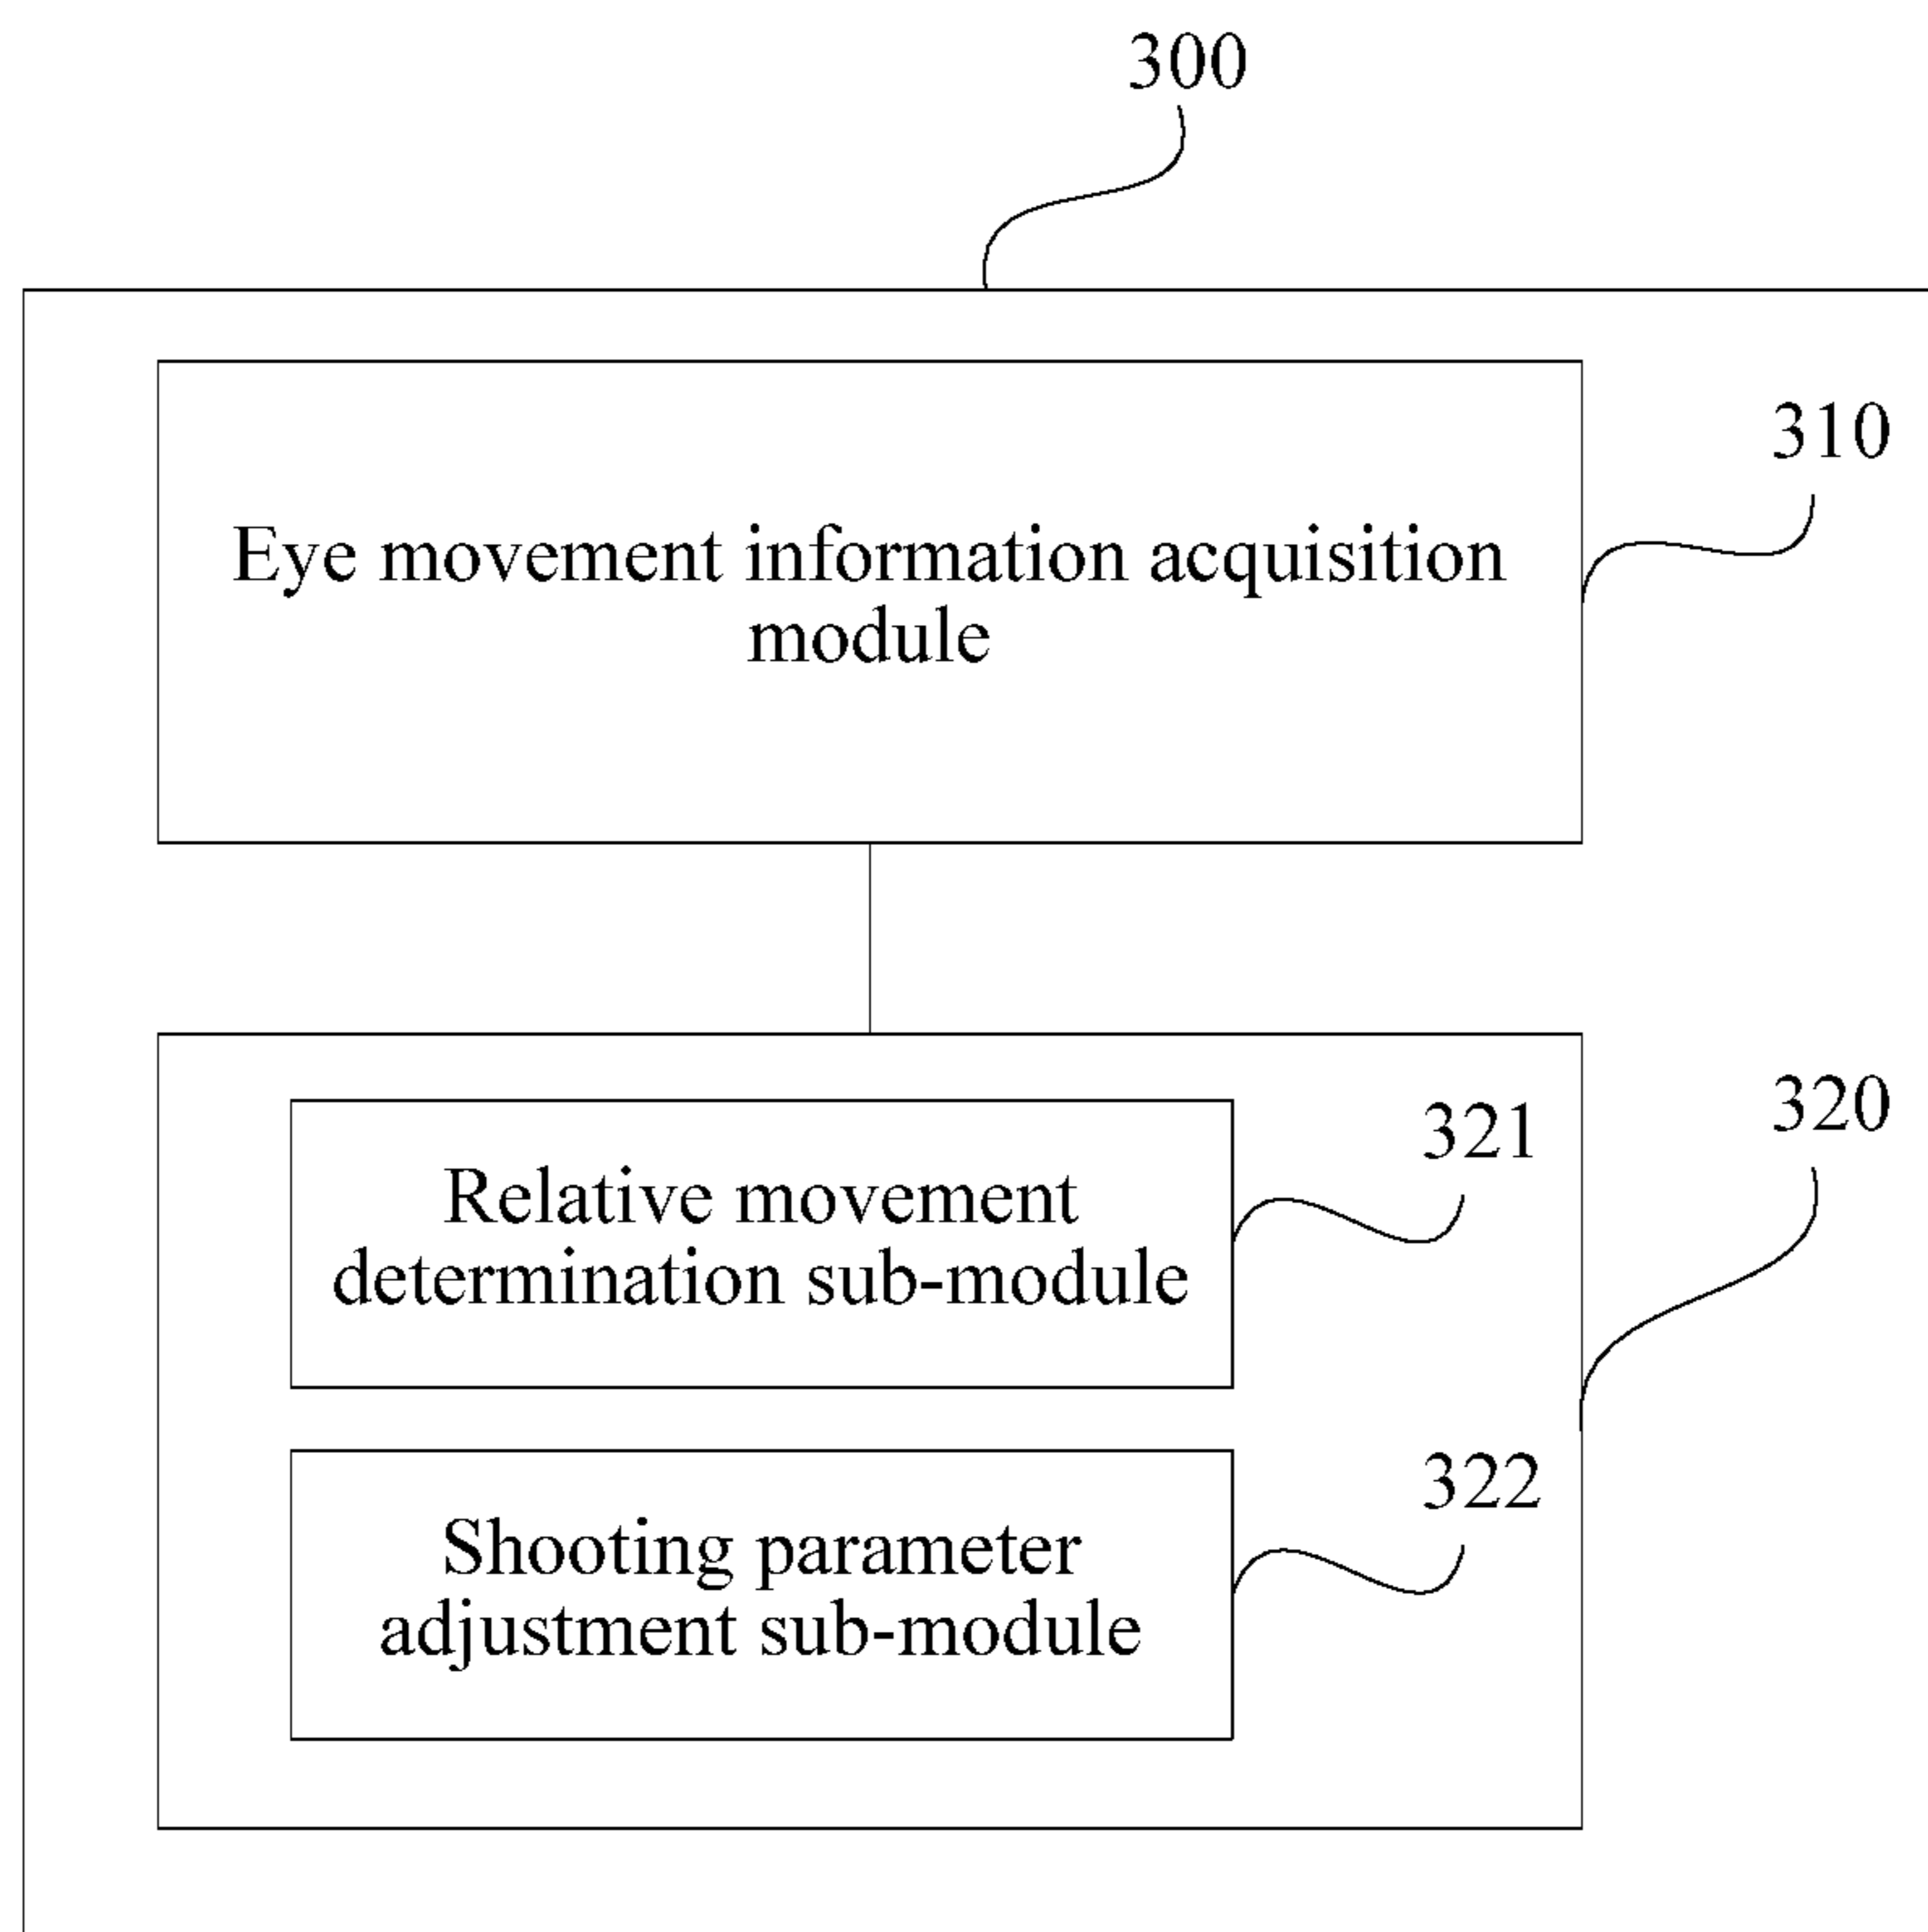 300
310
Eye movement information acquisition
module
320
321
Relative movement
determination sub-module
322
Shooting parameter
adjustment sub-module